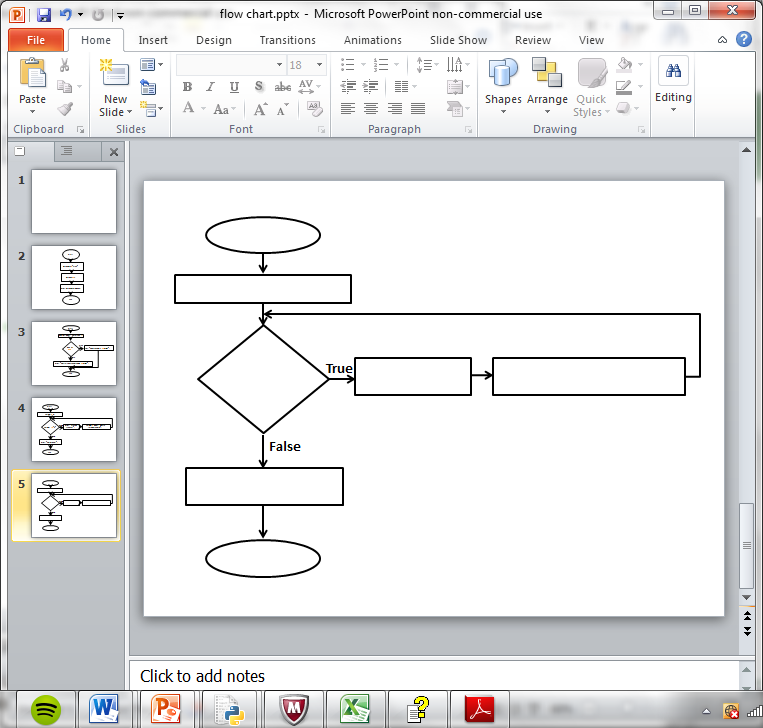 flow chart.pptx - Microsoft PowerPoint non-commercial use
File Home Insert Design Transitions Animations Slide Show Review View
18
B I U S abc AV
A Aa A A
Paste New Slide Shapes Arrange Quick Styles Editing
Clipboard Slides Font Paragraph Drawing
1
2
3
4
5
True
False
Click to add notes